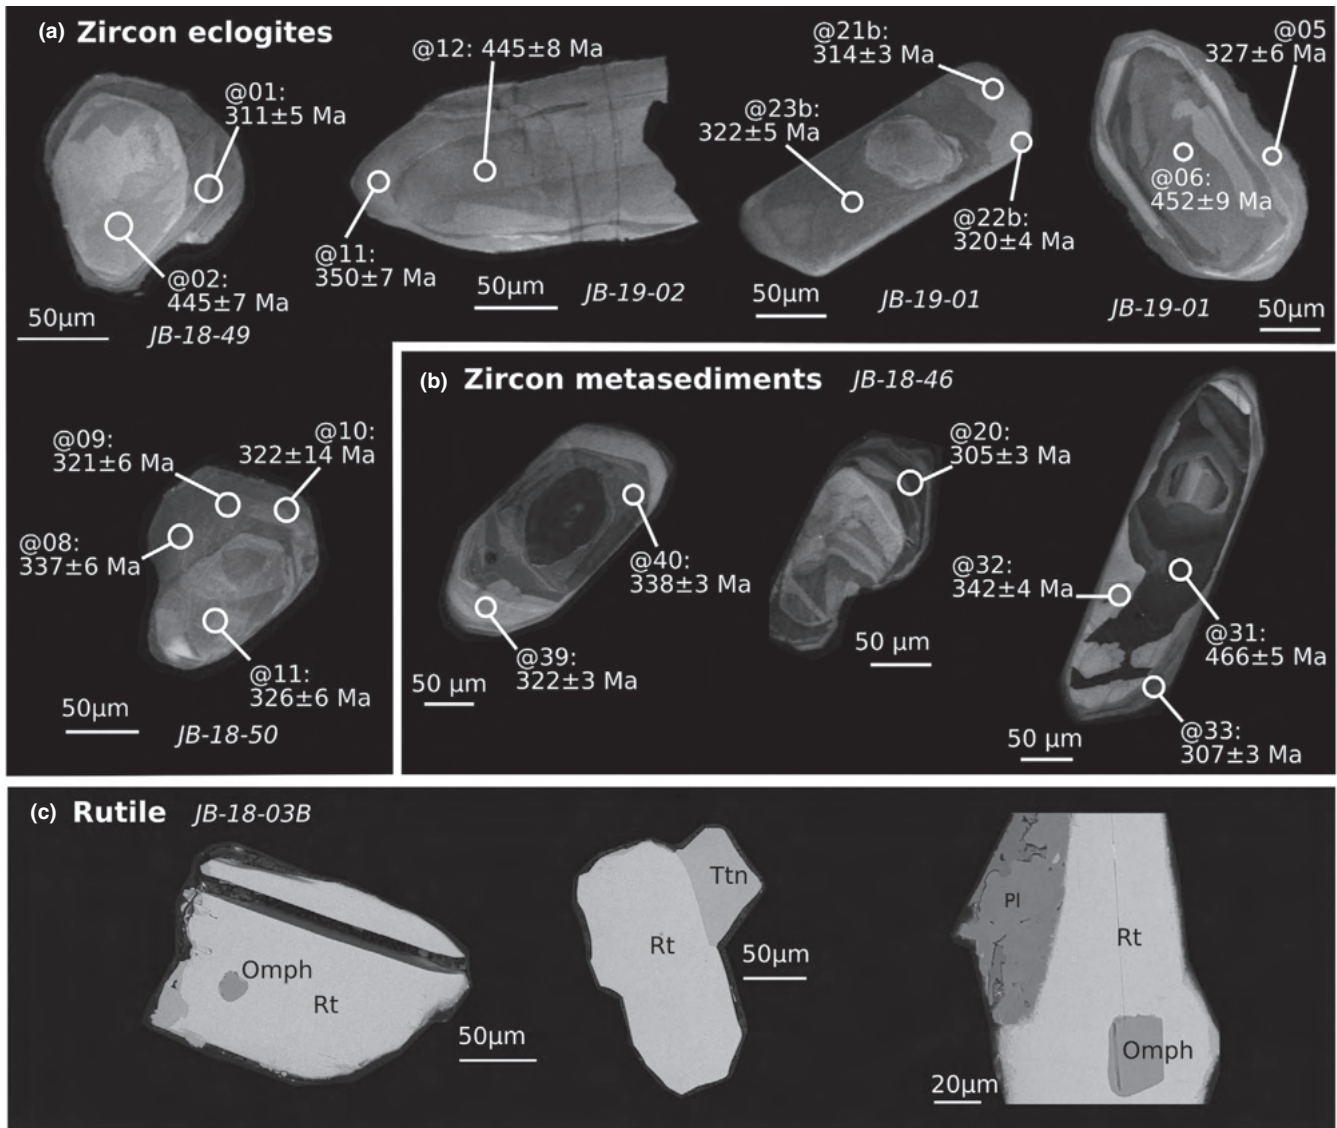 (a) Zircon eclogites
@01:
311±5 Ma
@02:
445±7 Ma
50µm
JB-18-49
@12: 445±8 Ma
@11:
350±7 Ma
50µm
JB-19-02
@21b:
314±3 Ma
@23b:
322±5 Ma
@22b:
320±4 Ma
50µm
JB-19-01
@05
327±6 Ma
@06:
452±9 Ma
JB-19-01
50µm
@09:
321±6 Ma
@10:
322±14 Ma
@08:
337±6 Ma
@11:
326±6 Ma
50µm
JB-18-50
(b) Zircon metasediments JB-18-46
@40:
338±3 Ma
@39:
322±3 Ma
50 µm
@20:
305±3 Ma
50 µm
@32:
342±4 Ma
@31:
466±5 Ma
@33:
307±3 Ma
50 µm
(c) Rutile JB-18-03B
Omph
Rt
50µm
Ttn
Rt
50µm
Pl
Rt
Omph
20µm